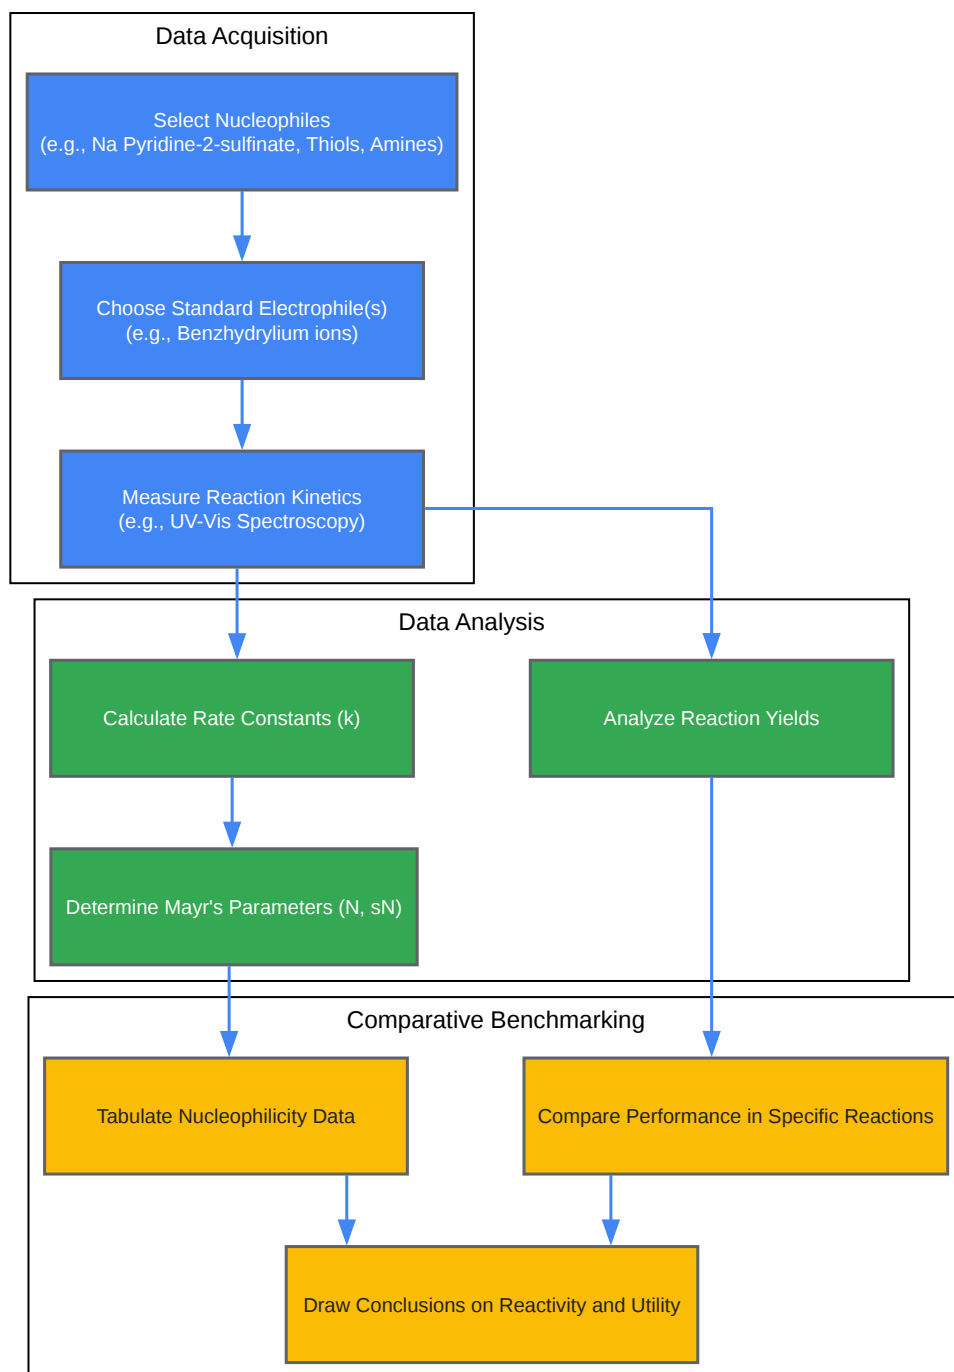 Data Acquisition
Select Nucleophiles
(e.g., Na Pyridine-2-sulfinate, Thiols, Amines)
Choose Standard Electrophile(s)
(e.g., Benzhydrylium ions)
Measure Reaction Kinetics
(e.g., UV-Vis Spectroscopy)
Data Analysis
Calculate Rate Constants (k)
Analyze Reaction Yields
Determine Mayr's Parameters (N, sN)
Comparative Benchmarking
Tabulate Nucleophilicity Data
Compare Performance in Specific Reactions
Draw Conclusions on Reactivity and Utility